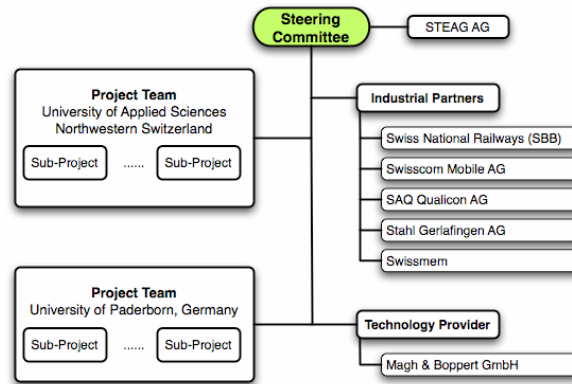 Steering
Committee
STEAG AG
Project Team
University of Applied Sciences
Northwestern Switzerland
Sub-Project ...... Sub-Project
Industrial Partners
Swiss National Railways (SBB)
Swisscom Mobile AG
SAQ Qualicon AG
Stahl Gerlafingen AG
Swissmem
Project Team
University of Paderborn, Germany
Sub-Project ...... Sub-Project
Technology Provider
Magh & Boppert GmbH